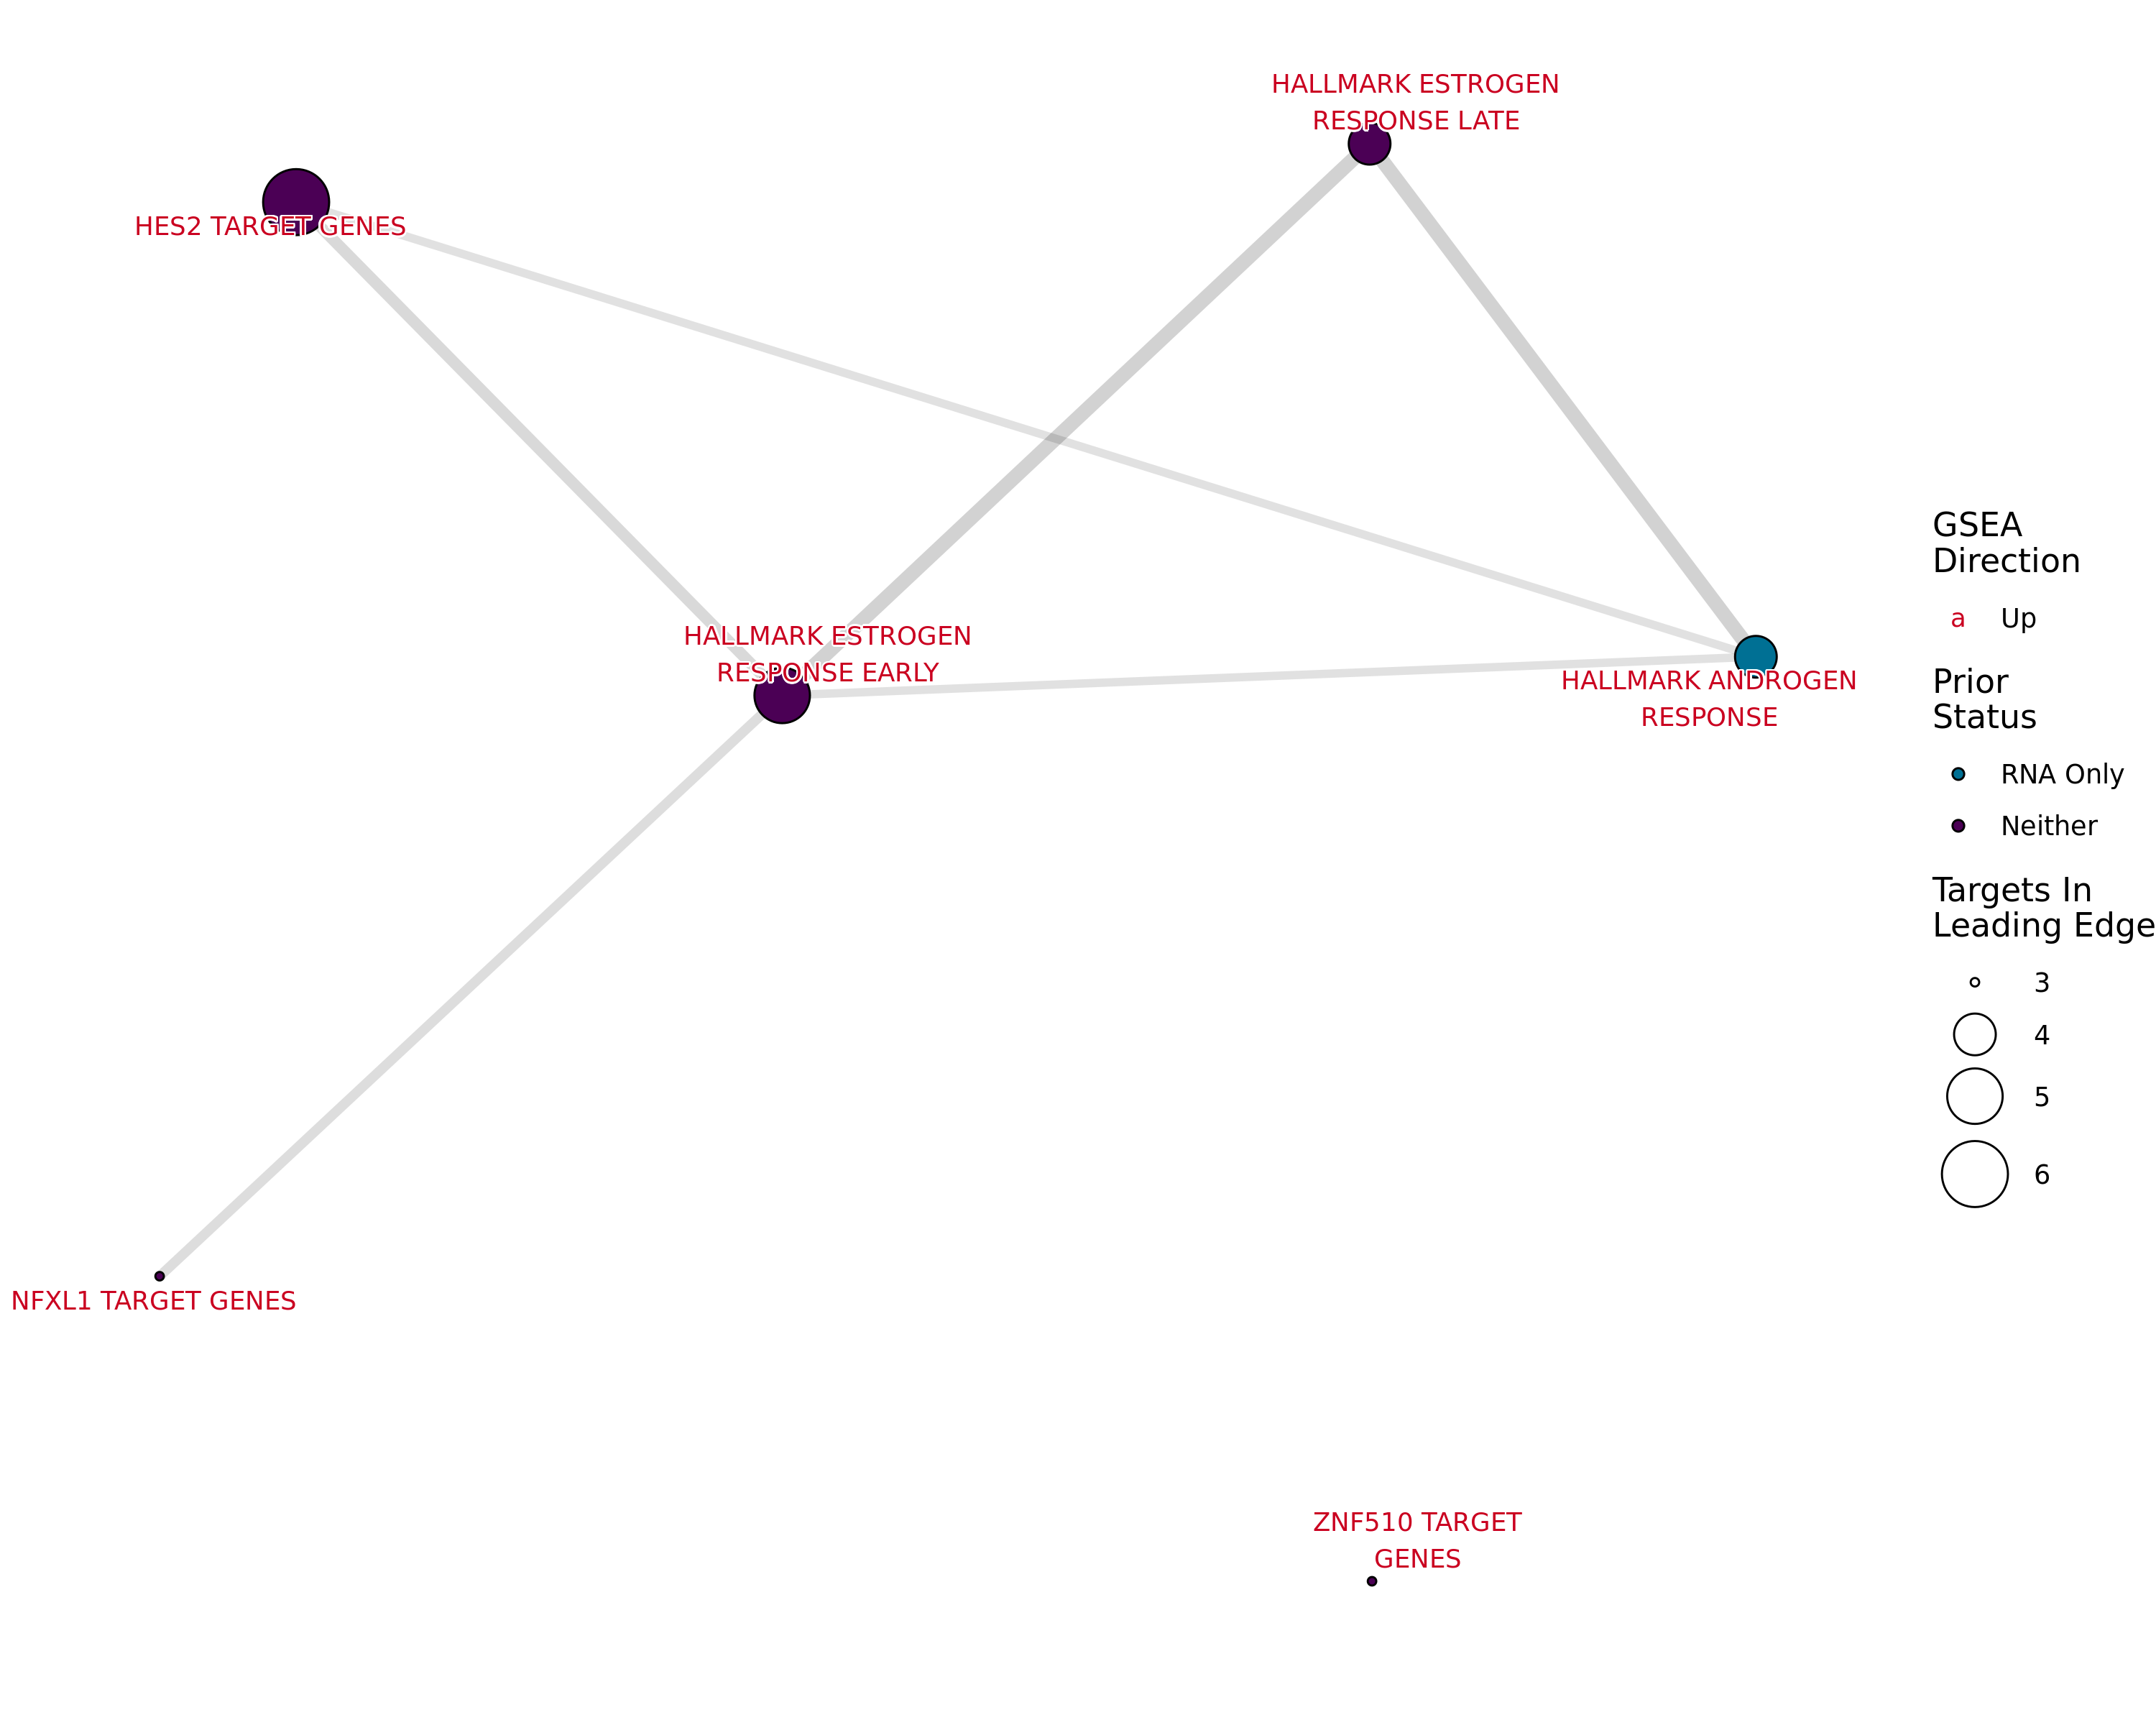 HALLMARK ESTROGEN
RESPONSE LATE
HES2 TARGET GENES
HALLMARK ESTROGEN
RESPONSE EARLY
HALLMARK ANDROGEN
RESPONSE
NFXL1 TARGET GENES
ZNF510 TARGET
GENES
GSEA
Direction
a Up
Prior
Status
RNA Only
Neither
Targets In
Leading Edge
3
4
5
6